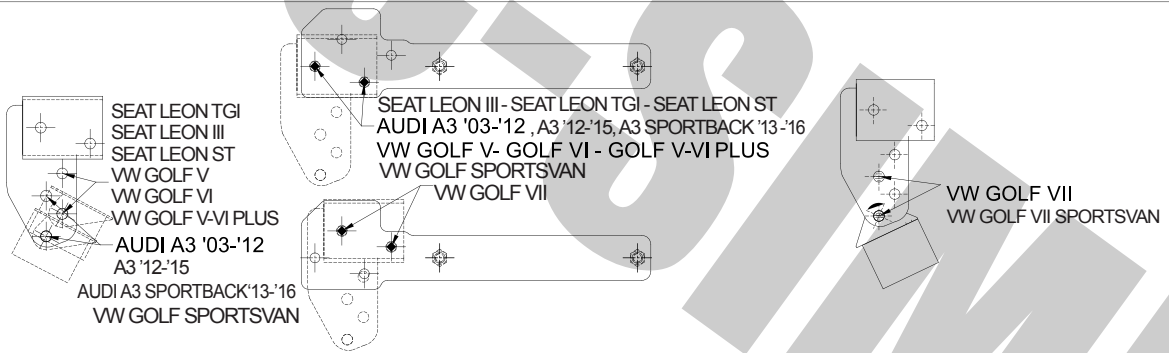 SEAT LEON TGI
SEAT LEON III
SEAT LEON ST
VW GOLF V
VW GOLF VI
VW GOLF V-VI PLUS
AUDI A3 '03-'12
A3 '12-'15
AUDI A3 SPORTBACK'13-'16
VW GOLF SPORTSVAN
SEAT LEON III - SEAT LEON TGI - SEAT LEON ST
AUDI A3 '03-'12 , A3 '12-'15, A3 SPORTBACK '13 -'16
VW GOLF V- GOLF VI - GOLF V-VI PLUS
VW GOLF SPORTSVAN
VW GOLF VII
VW GOLF VII
VW GOLF VII SPORTSVAN